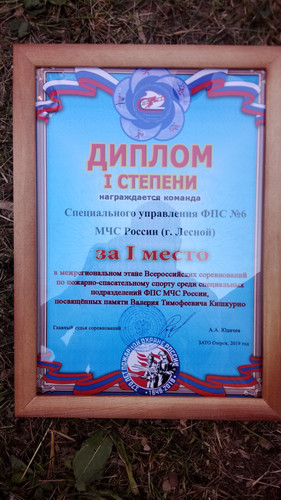 ДИПЛОМ
I СТЕПЕНИ
награждается команда
Специального управления ФПС №6
МЧС России (г. Лесной)
за I место
в межрегиональном этапе Всероссийских соревнований
по пожарно-спасательному спорту среди специальных
подразделений ФПС МЧС России,
посвящённых памяти Валерия Тимофеевича Кишкурно
Главный судья соревнований
ЗАТО Озерск, 2019 год